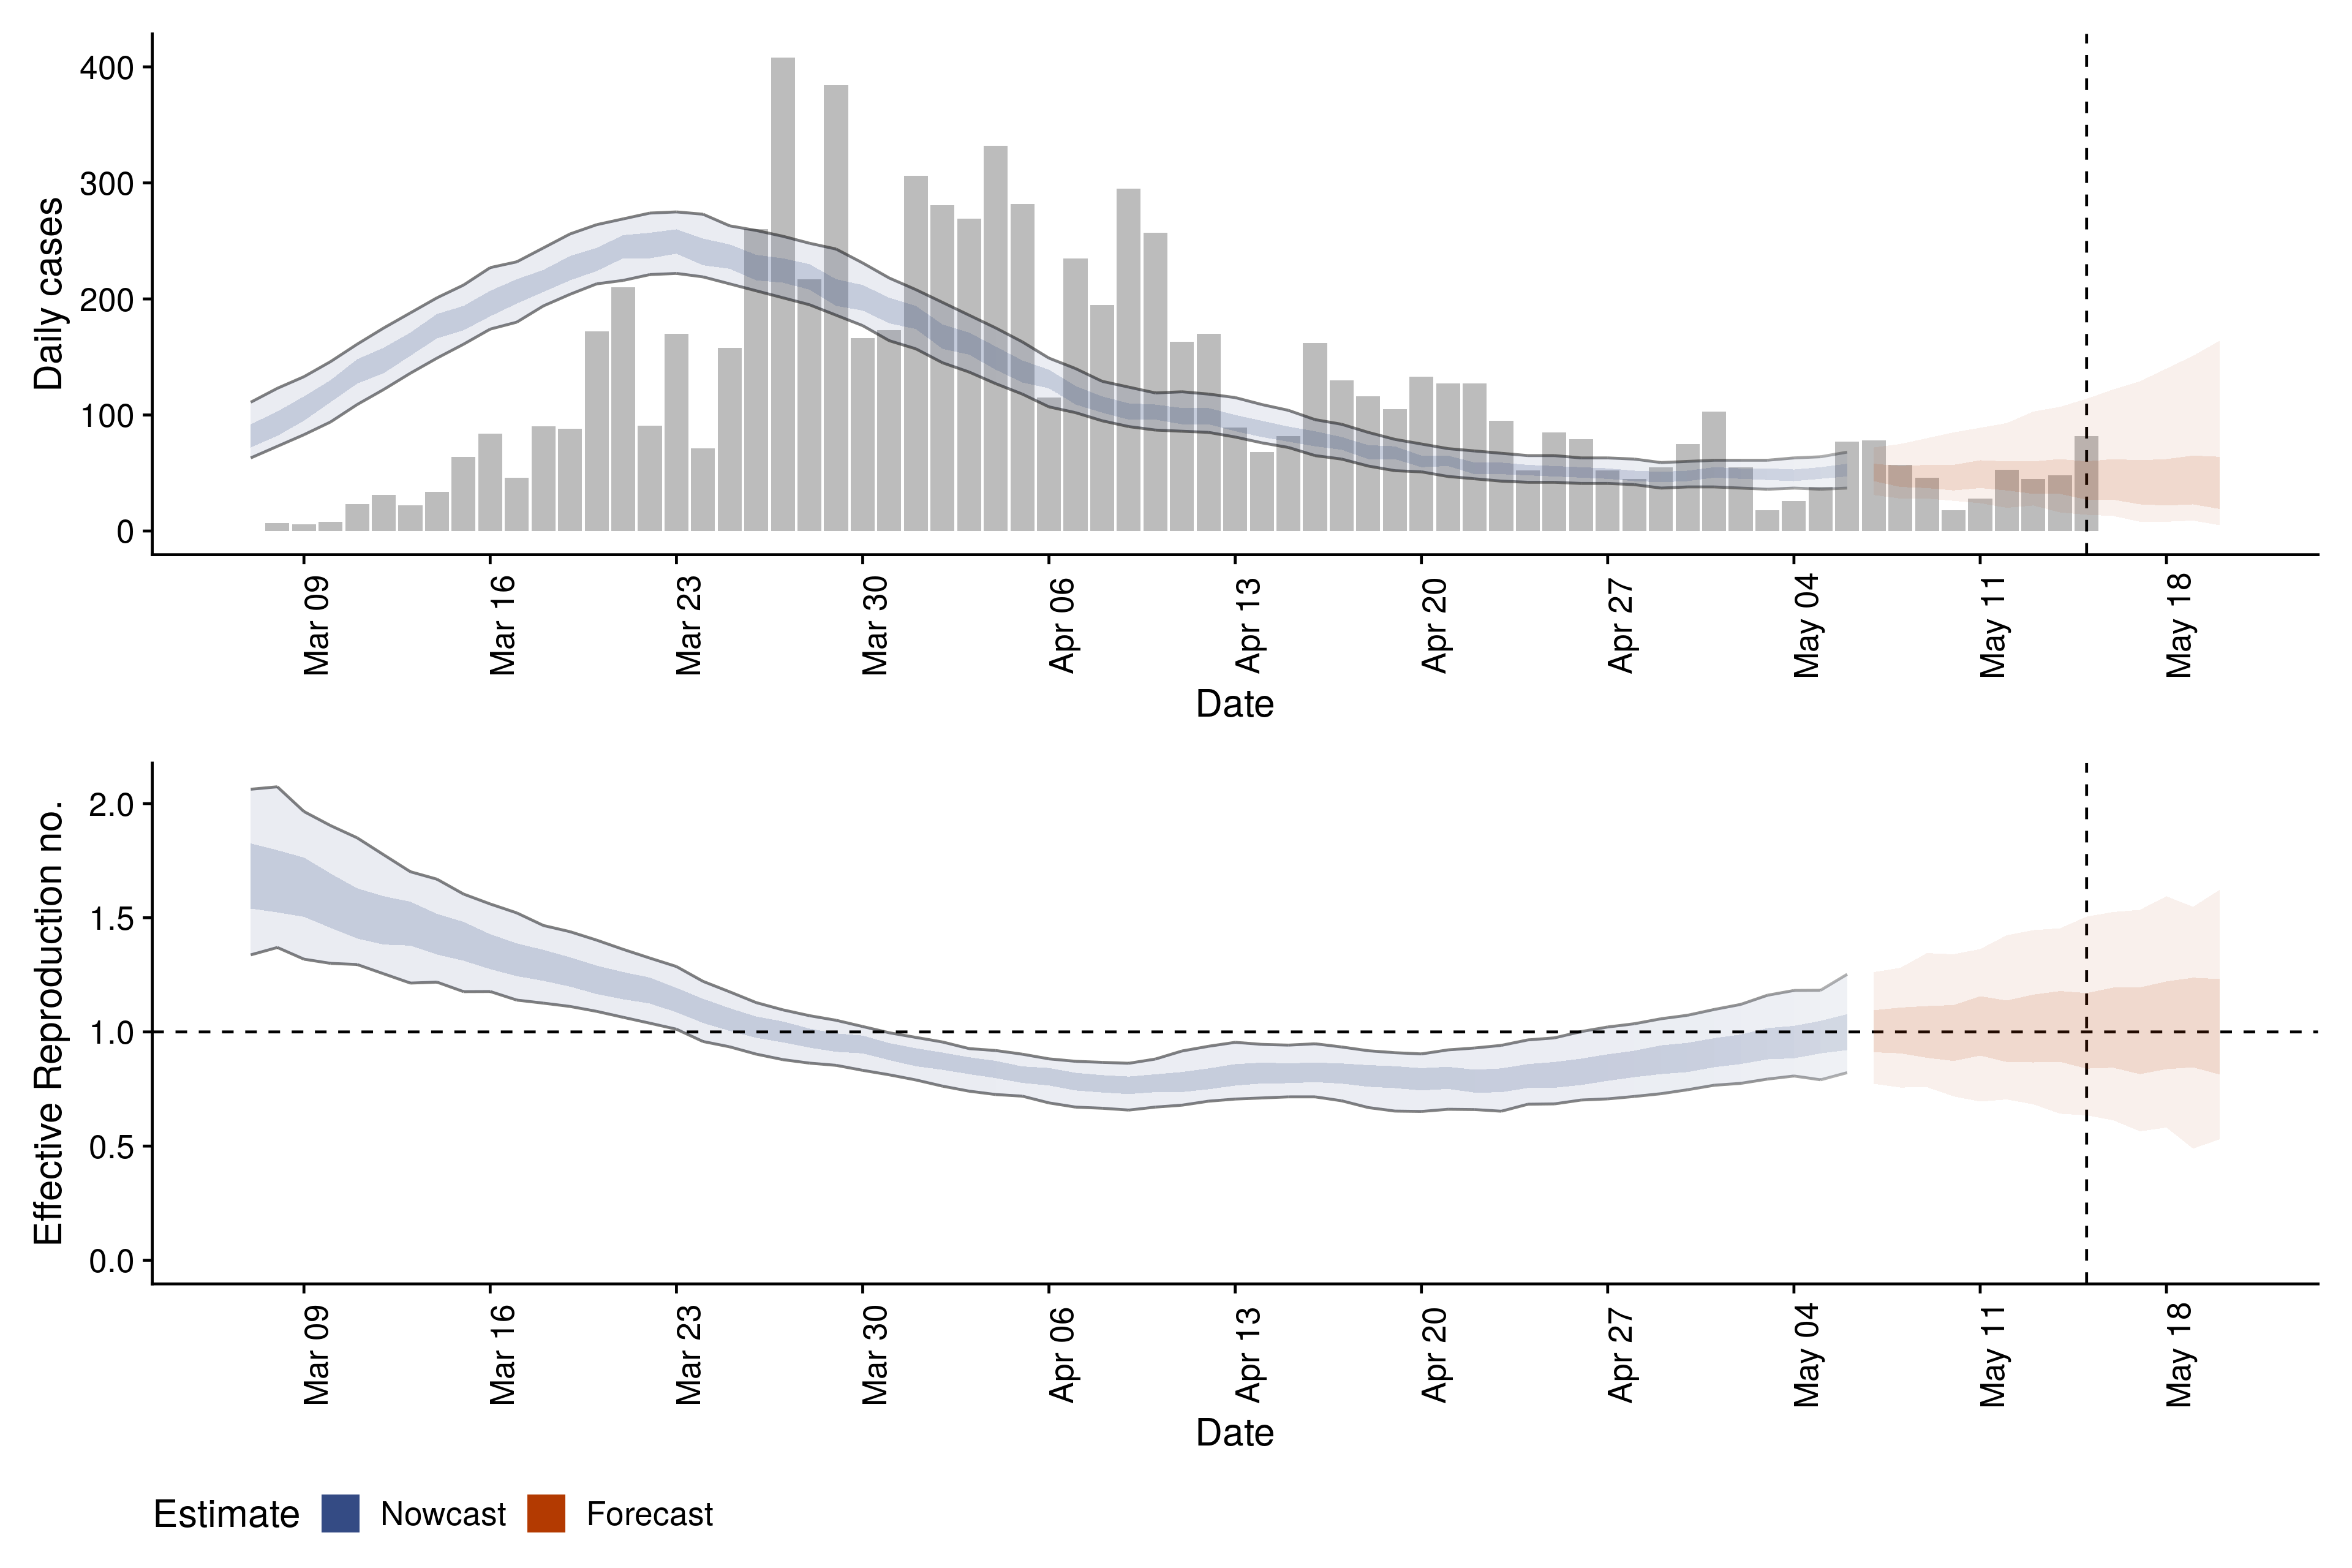 Daily cases
400
300
200
100
0
Mar 09
Mar 16
Mar 23
Mar 30
Apr 06
Apr 13
Apr 20
Apr 27
May 04
May 11
May 18
Date
Effective Reproduction no.
2.0
1.5
1.0
0.5
0.0
Mar 09
Mar 16
Mar 23
Mar 30
Apr 06
Apr 13
Apr 20
Apr 27
May 04
May 11
May 18
Date
Estimate Nowcast Forecast